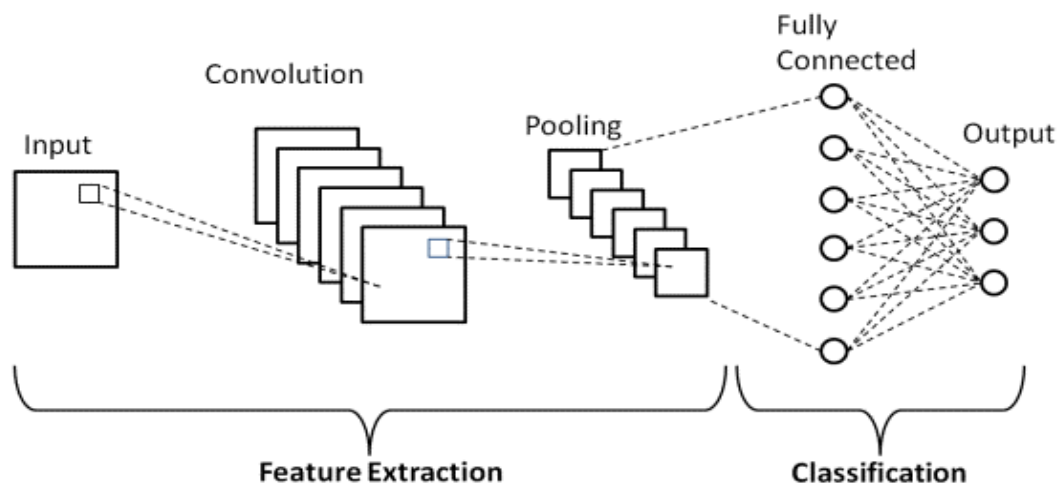 Input
Convolution
Pooling
Fully
Connected
Output
Feature Extraction
Classification